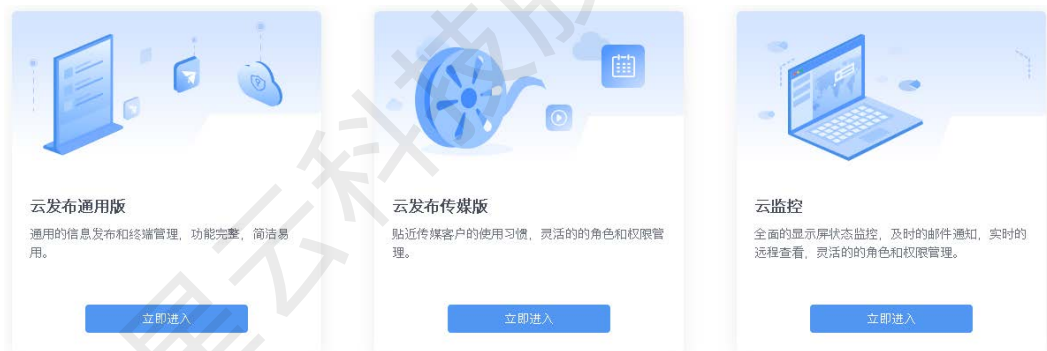 云发布通用版
通用的信息发布和终端管理，功能完整，简洁易
用。
立即进入
云发布传媒版
贴近传媒客户的使用习惯，灵活的的角色和权限管
理。
立即进入
云监控
全面的显示屏状态监控，及时的邮件通知，实时的
远程查看，灵活的的角色和权限管理。
立即进入
星云科技股